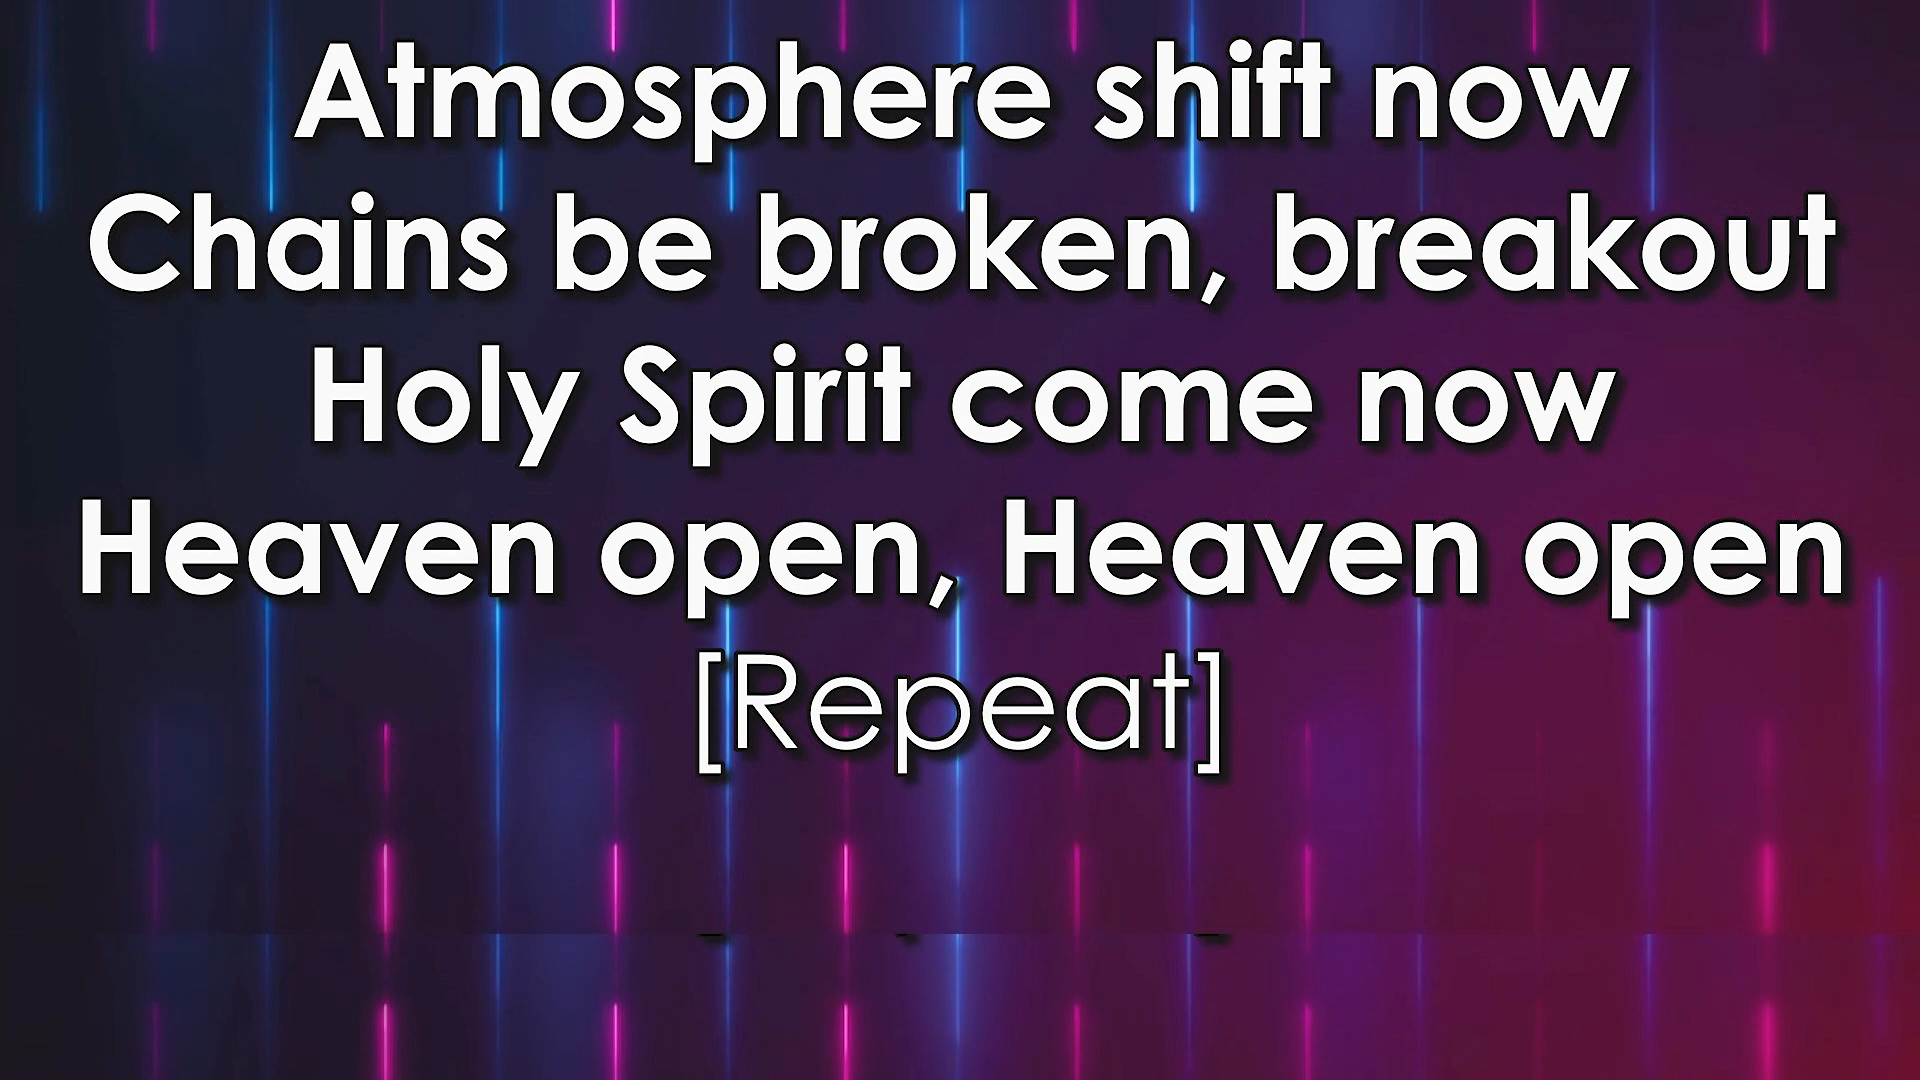 Atmosphere shift now
Chains be broken, breakout
Holy Spirit come now
Heaven open, Heaven open
[Repeat]